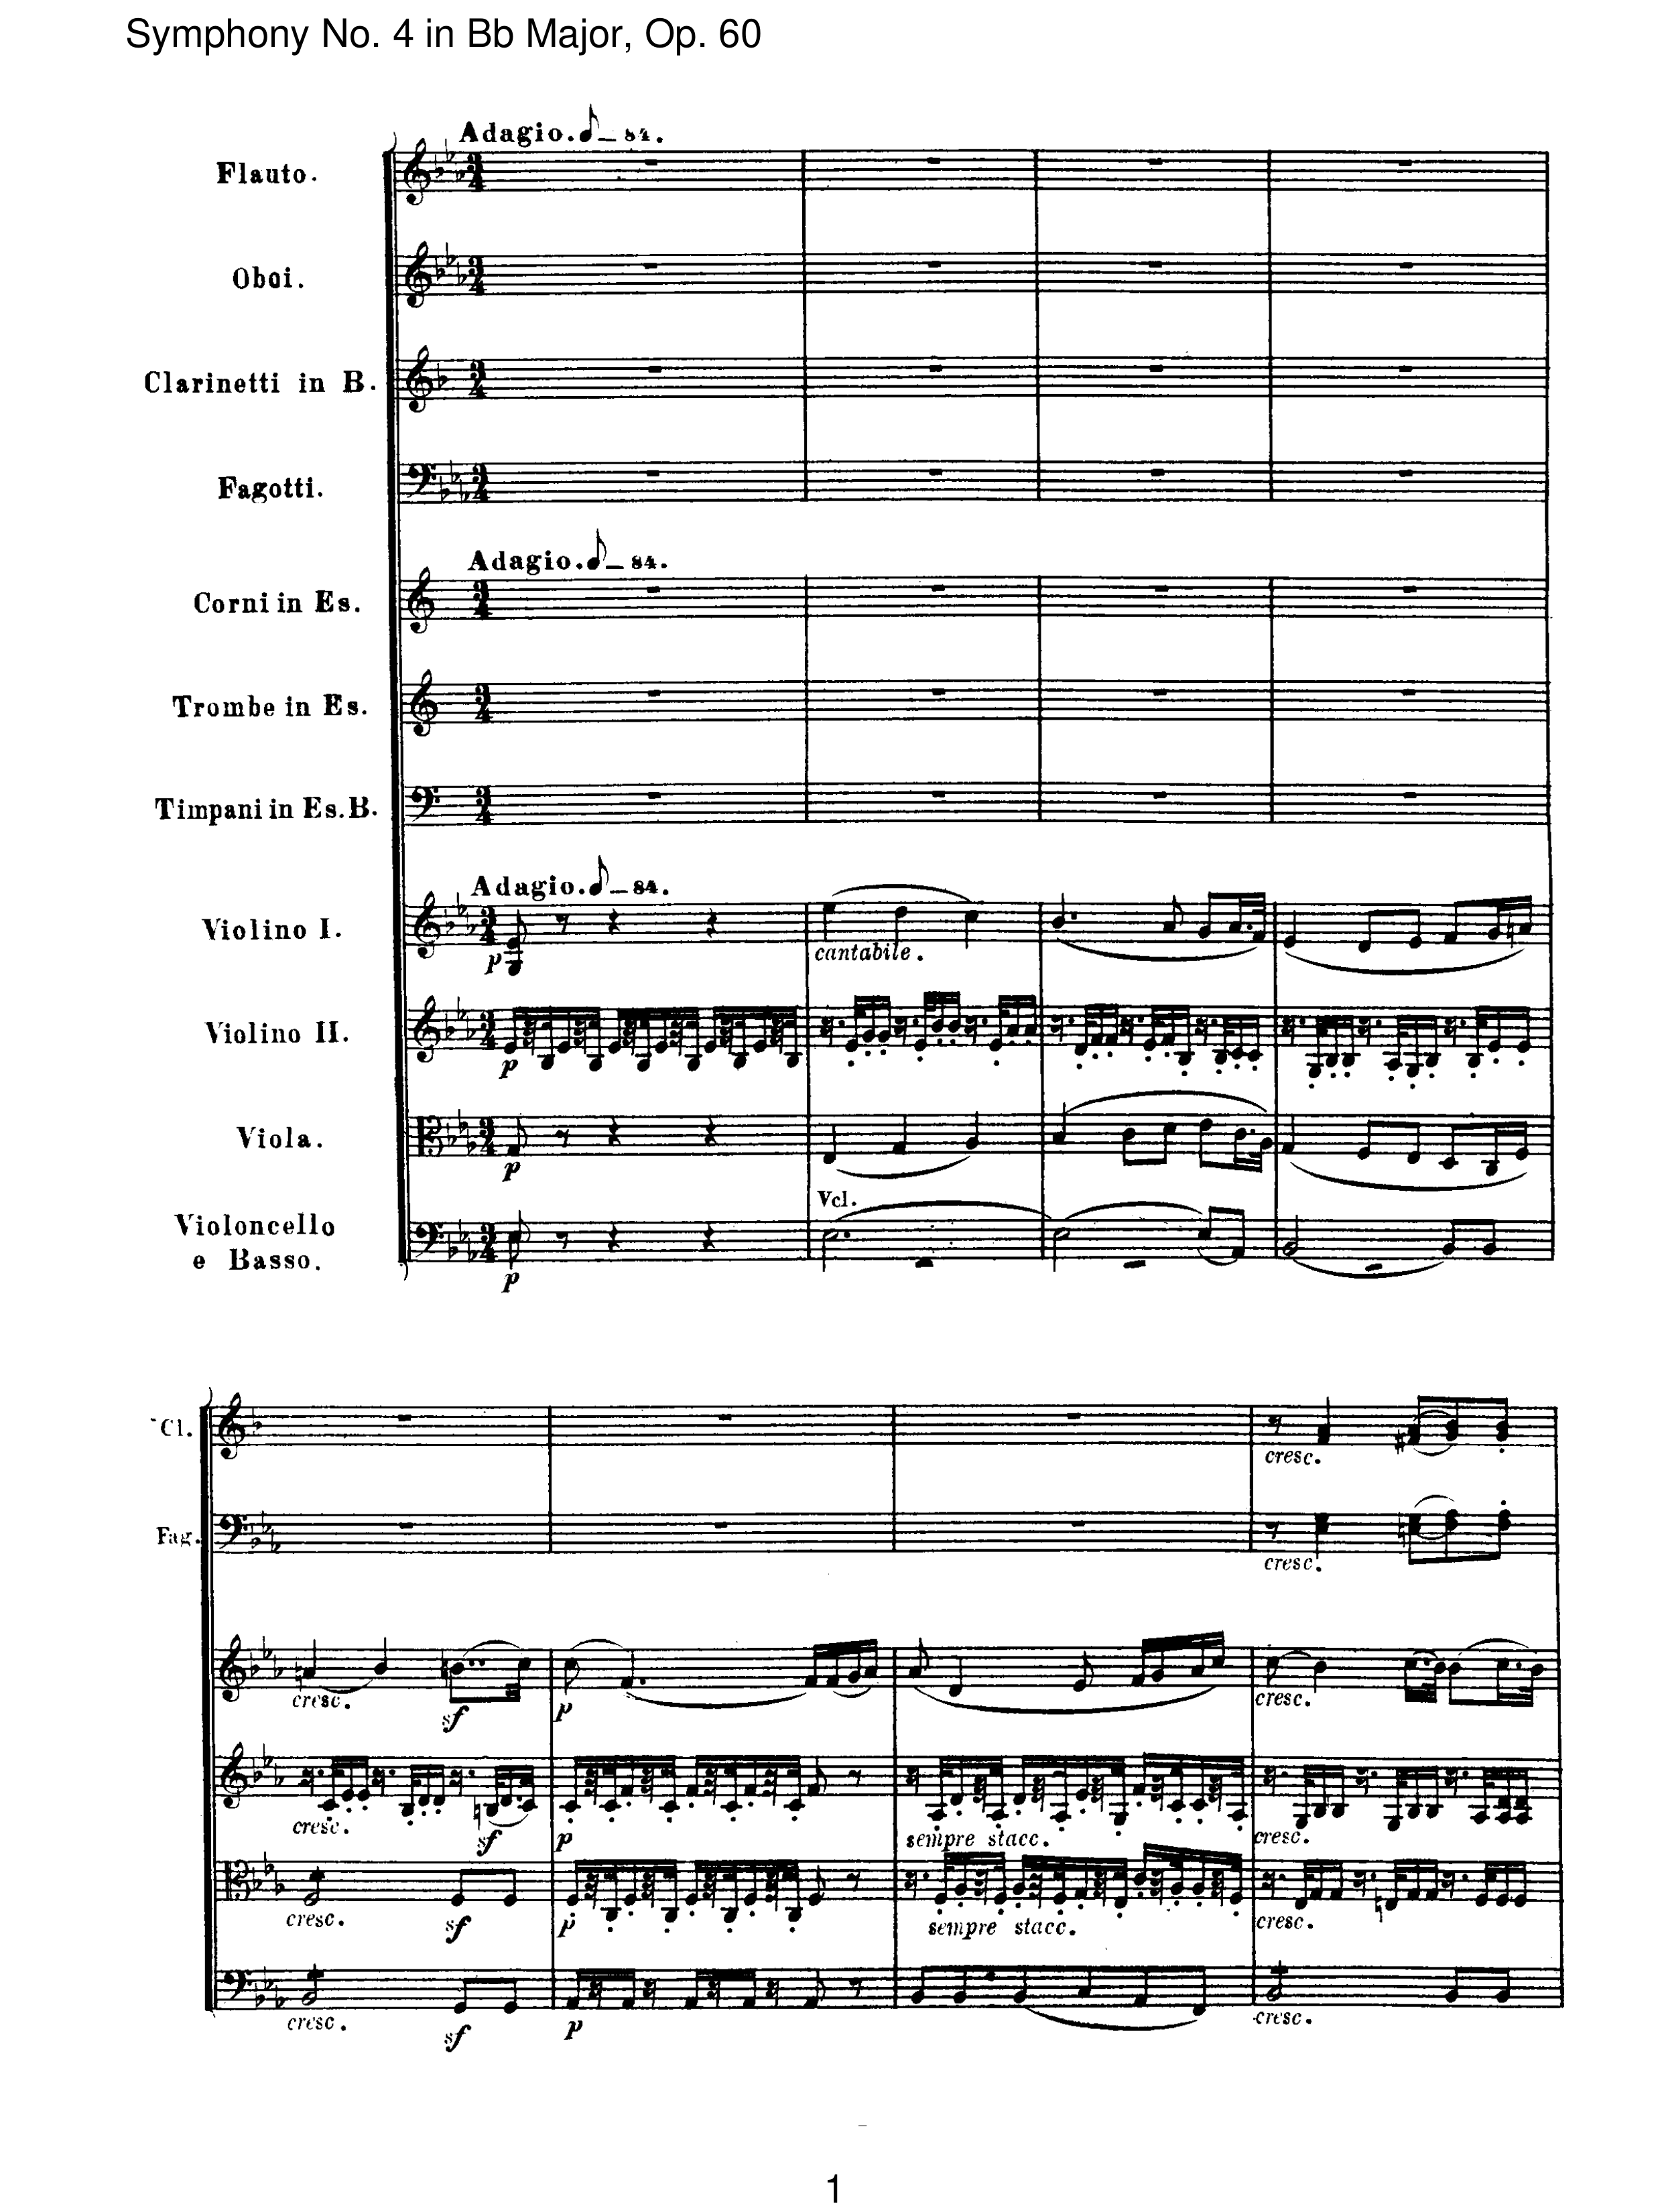 Symphony No. 4 in Bb Major, Op. 60
Adagio. ♪ = 84.
Flauto.
Oboi.
Clarinetti in B.
Fagotti.
Adagio. ♪ = 84.
Corni in Es.
Trombe in Es.
Timpani in Es. B.
Adagio. ♪ = 84.
Violino I.
p
cantabile.
Violino II.
p
Viola.
p
Vcl.
Violoncello
e Basso.
p
Cl.
cresc.
Fag.
cresc.
cresc. sf p cresc.
cresc. sf p sempre stacc. cresc.
cresc. sf p sempre stacc. cresc.
cresc. sf p cresc.
1